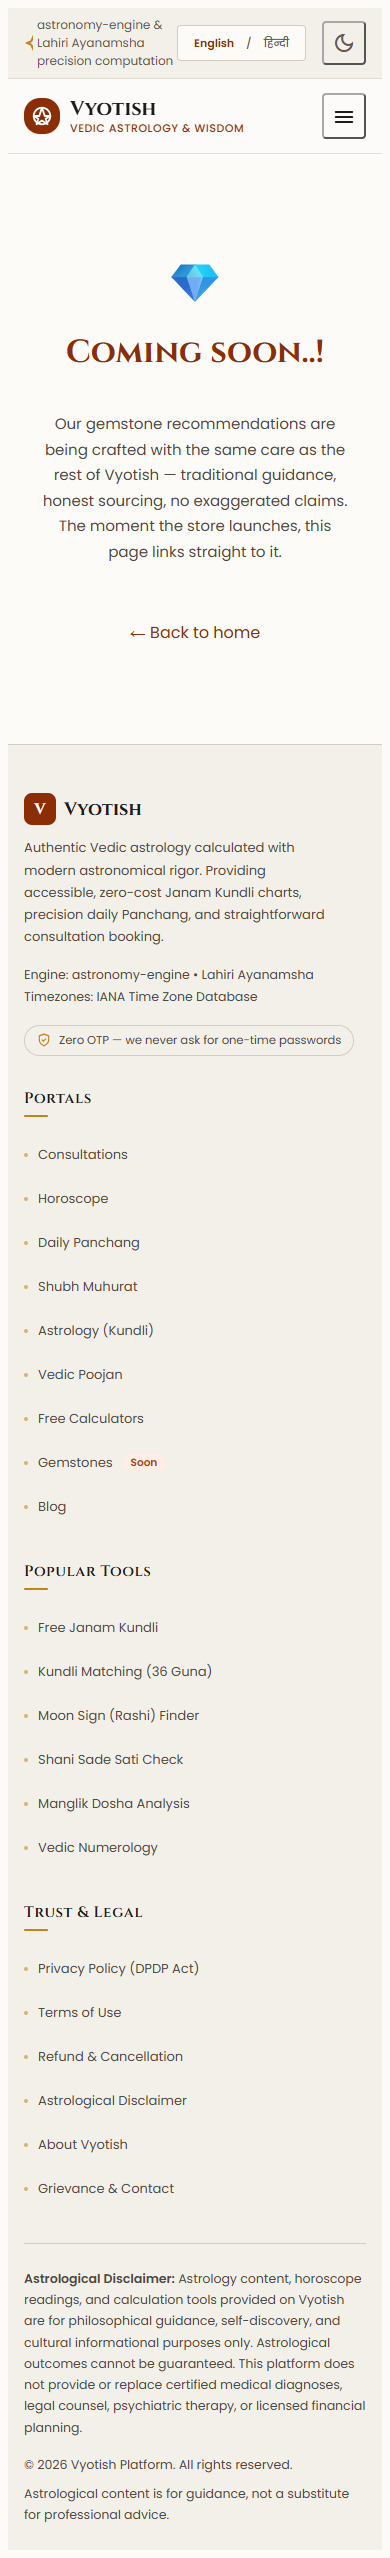 astronomy-engine &
Lahiri Ayanamsha
precision computation
English / हिन्दी
Vyotish
VEDIC ASTROLOGY & WISDOM
Coming soon..!
Our gemstone recommendations are
being crafted with the same care as the
rest of Vyotish — traditional guidance,
honest sourcing, no exaggerated claims.
The moment the store launches, this
page links straight to it.
← Back to home
V Vyotish
Authentic Vedic astrology calculated with
modern astronomical rigor. Providing
accessible, zero-cost Janam Kundli charts,
precision daily Panchang, and straightforward
consultation booking.
Engine: astronomy-engine • Lahiri Ayanamsha
Timezones: IANA Time Zone Database
Zero OTP — we never ask for one-time passwords
Portals
Consultations
Horoscope
Daily Panchang
Shubh Muhurat
Astrology (Kundli)
Vedic Poojan
Free Calculators
Gemstones Soon
Blog
Popular Tools
Free Janam Kundli
Kundli Matching (36 Guna)
Moon Sign (Rashi) Finder
Shani Sade Sati Check
Manglik Dosha Analysis
Vedic Numerology
Trust & Legal
Privacy Policy (DPDP Act)
Terms of Use
Refund & Cancellation
Astrological Disclaimer
About Vyotish
Grievance & Contact
Astrological Disclaimer: Astrology content, horoscope
readings, and calculation tools provided on Vyotish
are for philosophical guidance, self-discovery, and
cultural informational purposes only. Astrological
outcomes cannot be guaranteed. This platform does
not provide or replace certified medical diagnoses,
legal counsel, psychiatric therapy, or licensed financial
planning.
© 2026 Vyotish Platform. All rights reserved.
Astrological content is for guidance, not a substitute
for professional advice.